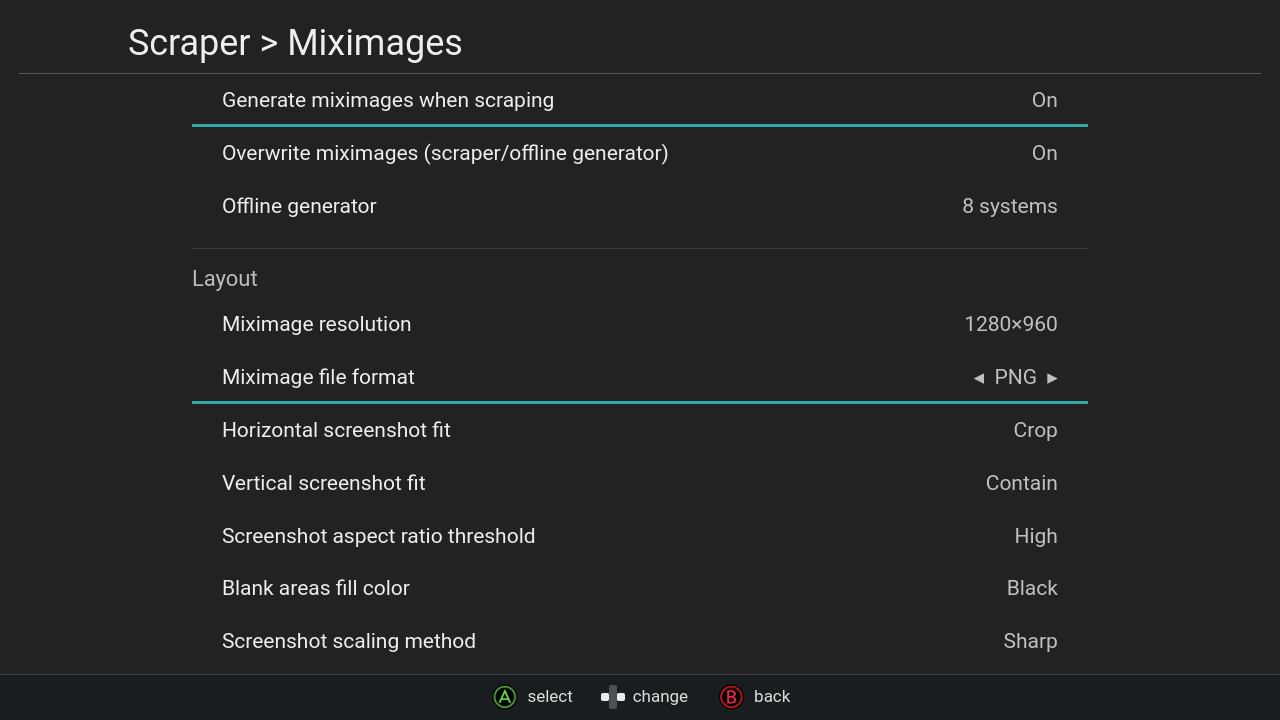 Scraper > Miximages
Generate miximages when scraping On
Overwrite miximages (scraper/offline generator) On
Offline generator 8 systems
Layout
Miximage resolution 1280×960
Miximage file format ◄ PNG ►
Horizontal screenshot fit Crop
Vertical screenshot fit Contain
Screenshot aspect ratio threshold High
Blank areas fill color Black
Screenshot scaling method Sharp
A select change B back